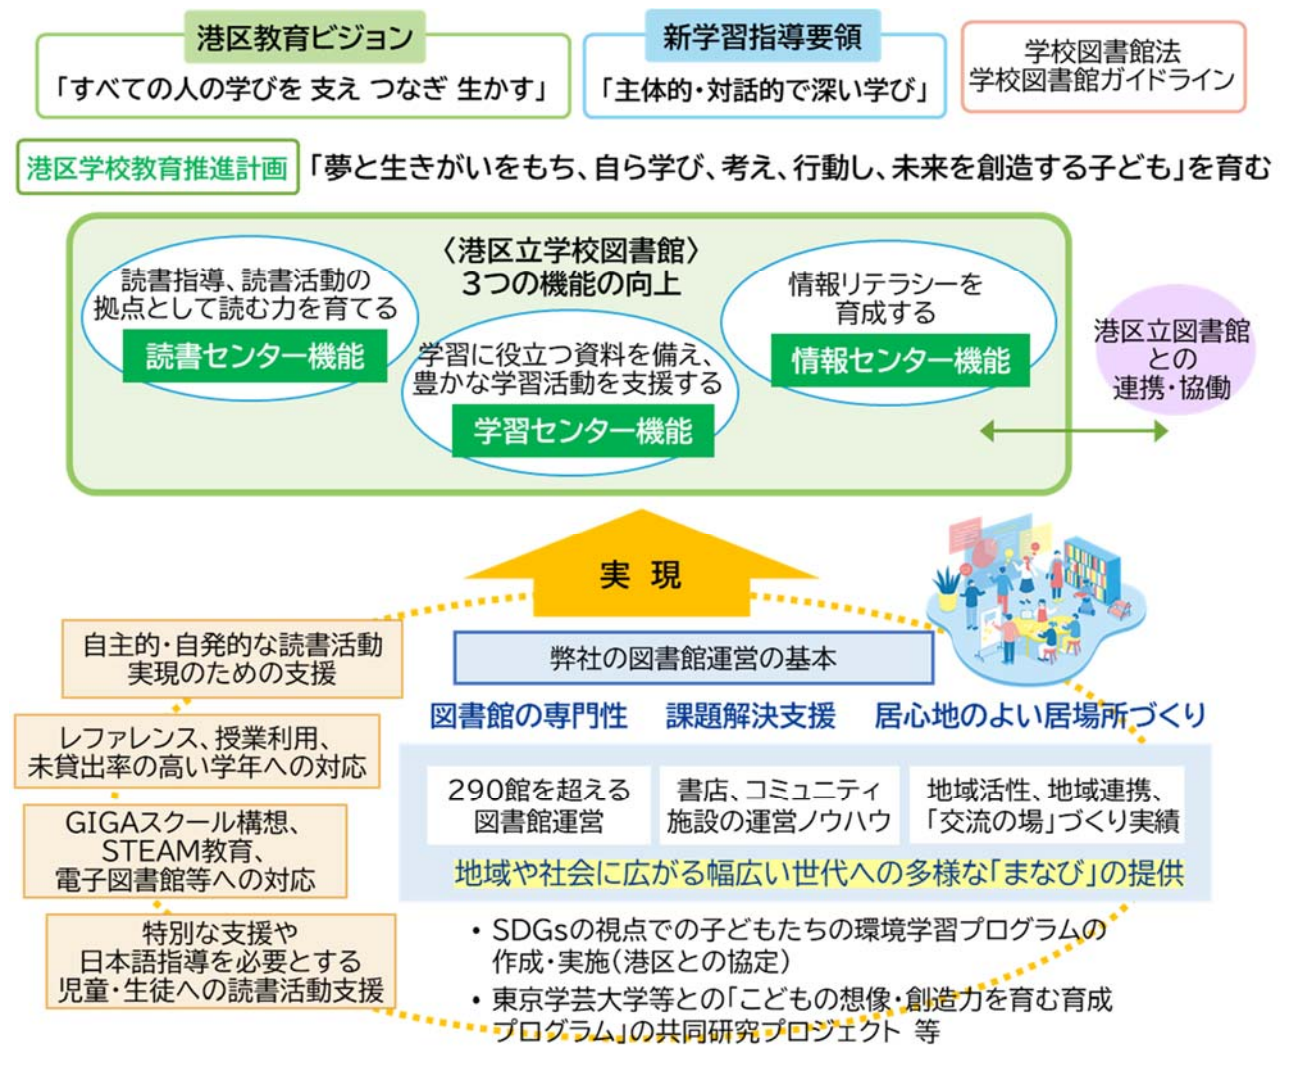 港区教育ビジョン
「すべての人の学びを 支え つなぎ 生かす」
新学習指導要領
「主体的・対話的で深い学び」
学校図書館法
学校図書館ガイドライン
港区学校教育推進計画
「夢と生きがいをもち、自ら学び、考え、行動し、未来を創造する子ども」を育む
〈港区立学校図書館〉
3つの機能の向上
読書指導、読書活動の
拠点として読む力を育てる
読書センター機能
学習に役立つ資料を備え、
豊かな学習活動を支援する
学習センター機能
情報リテラシーを
育成する
情報センター機能
港区立図書館
との
連携・協働
実 現
自主的・自発的な読書活動
実現のための支援
レファレンス、授業利用、
未貸出率の高い学年への対応
GIGAスクール構想、
STEAM教育、
電子図書館等への対応
特別な支援や
日本語指導を必要とする
児童・生徒への読書活動支援
弊社の図書館運営の基本
図書館の専門性
課題解決支援
居心地のよい居場所づくり
290館を超える
図書館運営
書店、コミュニティ
施設の運営ノウハウ
地域活性、地域連携、
「交流の場」づくり実績
地域や社会に広がる幅広い世代への多様な「まなび」の提供
・SDGsの視点での子どもたちの環境学習プログラムの
作成・実施(港区との協定)
・東京学芸大学等との「こどもの想像・創造力を育む育成
プログラム」の共同研究プロジェクト 等